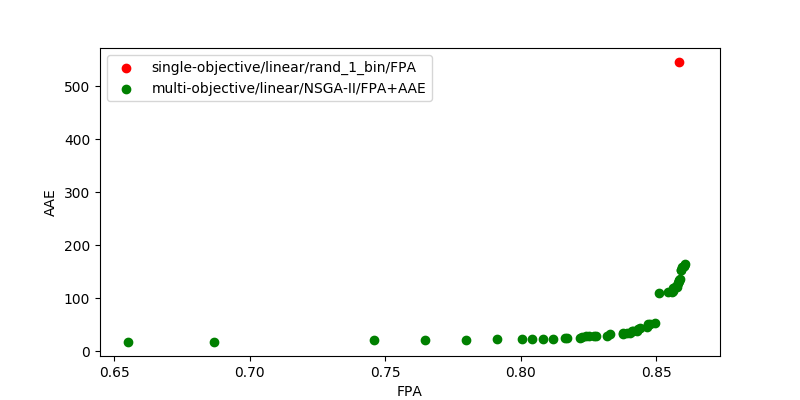 single-objective/linear/rand_1_bin/FPA
multi-objective/linear/NSGA-II/FPA+AAE
AAE
500
400
300
200
100
0
0.65
0.70
0.75
0.80
0.85
FPA